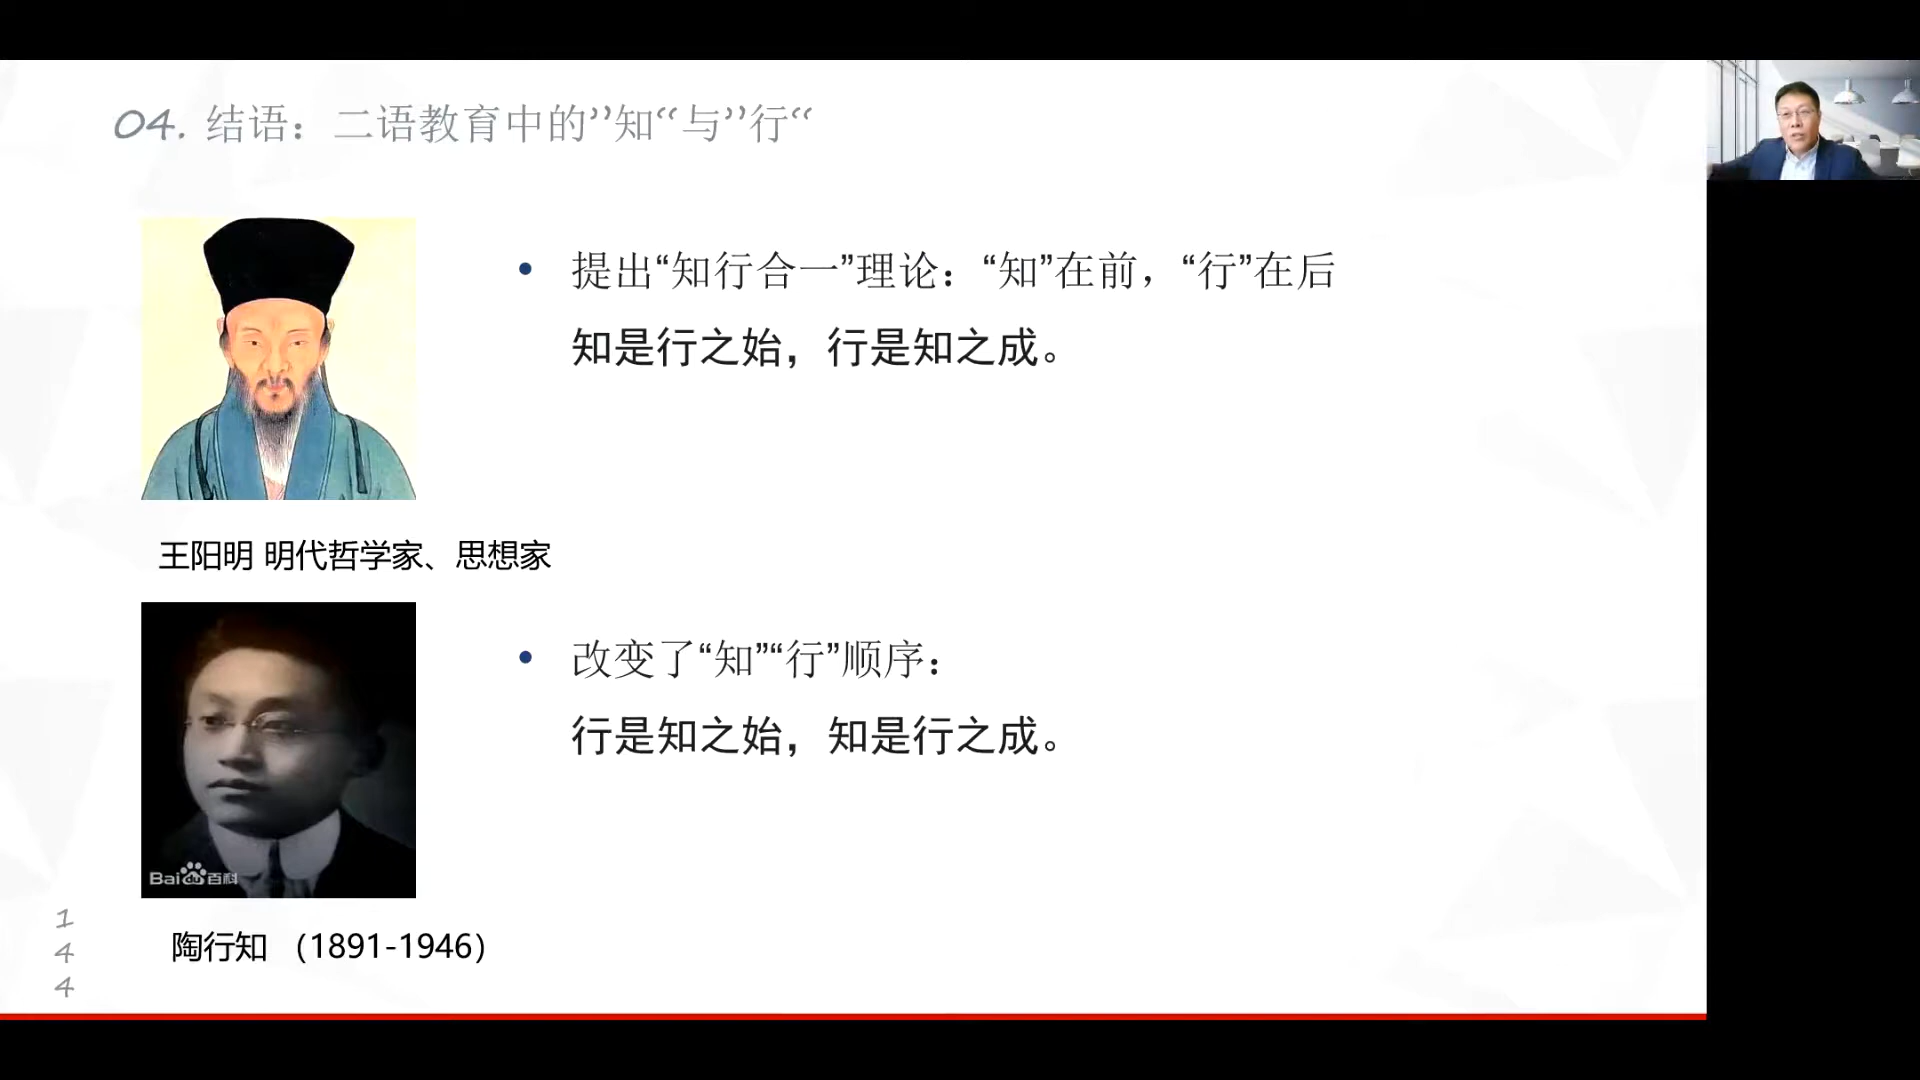 04. 结语：二语教育中的”知“与”行“
提出“知行合一”理论：“知”在前，“行”在后
知是行之始，行是知之成。
王阳明 明代哲学家、思想家
改变了“知”“行”顺序：
行是知之始，知是行之成。
Bai du 百科
陶行知 （1891-1946）
1
4
4